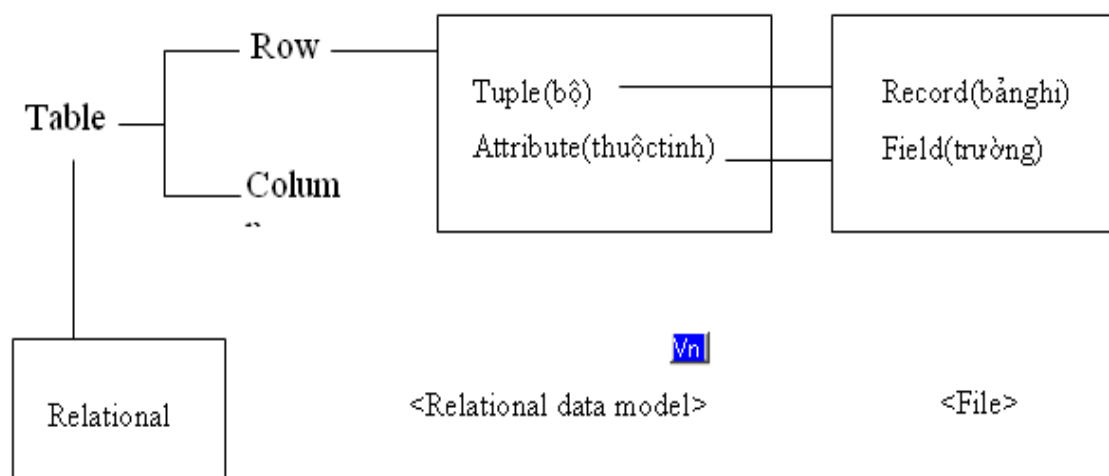 Row
Table
Colum
Tuple(bộ)
Attribute(thuộctinh)
Record(bảnghi)
Field(trường)
Vn
Relational
<Relational data model>
<File>